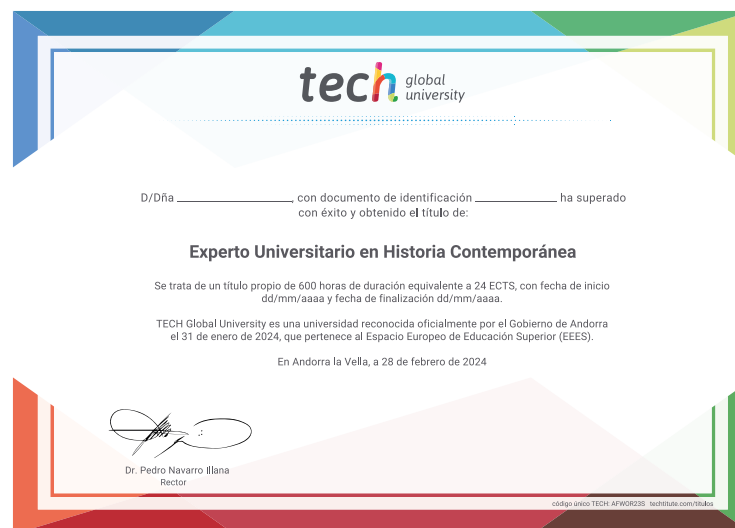 tech global university
D/Dña ____________, con documento de identificación ____________ ha superado
con éxito y obtenido el título de:
Experto Universitario en Historia Contemporánea
Se trata de un título propio de 600 horas de duración equivalente a 24 ECTS, con fecha de inicio
dd/mm/aaaa y fecha de finalización dd/mm/aaaa.
TECH Global University es una universidad reconocida oficialmente por el Gobierno de Andorra
el 31 de enero de 2024, que pertenece al Espacio Europeo de Educación Superior (EEES).
En Andorra la Vella, a 28 de febrero de 2024
Dr. Pedro Navarro Illana
Rector
código único TECH: AFWOR23S techtitute.com/títulos